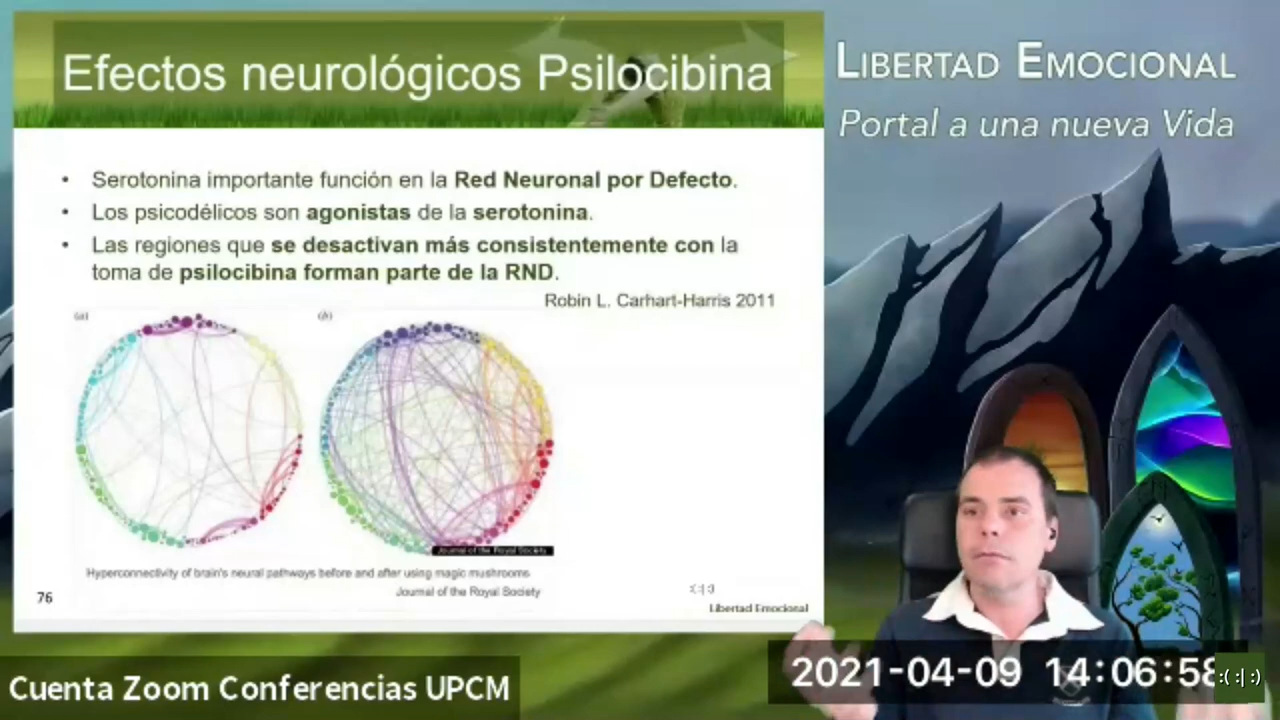 Efectos neurológicos Psilocibina
LIBERTAD EMOCIONAL
Portal a una nueva Vida
• Serotonina importante función en la Red Neuronal por Defecto.
• Los psicodélicos son agonistas de la serotonina.
• Las regiones que se desactivan más consistentemente con la
toma de psilocibina forman parte de la RND.
Robin L. Carhart-Harris 2011
(a)
(b)
Journal of the Royal Society
Hyperconnectivity of brain's neural pathways before and after using magic mushrooms
Journal of the Royal Society
76
:(:|:)
Libertad Emocional
Cuenta Zoom Conferencias UPCM
2021-04-09 14:06:58
:(:|:)